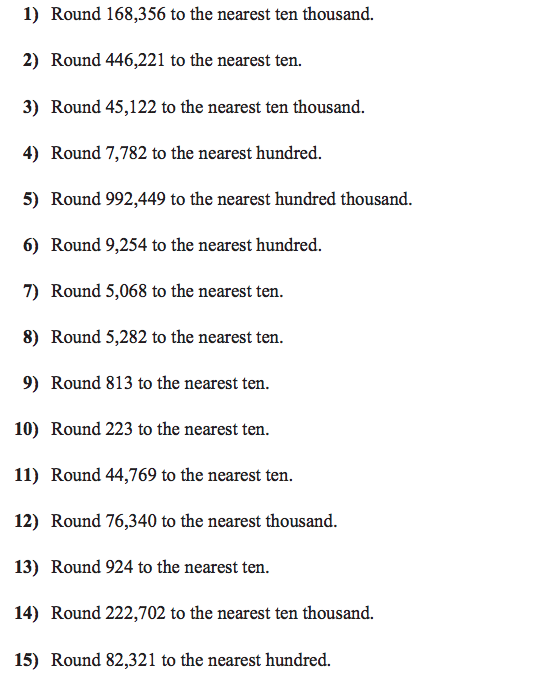 1) Round 168,356 to the nearest ten thousand.
2) Round 446,221 to the nearest ten.
3) Round 45,122 to the nearest ten thousand.
4) Round 7,782 to the nearest hundred.
5) Round 992,449 to the nearest hundred thousand.
6) Round 9,254 to the nearest hundred.
7) Round 5,068 to the nearest ten.
8) Round 5,282 to the nearest ten.
9) Round 813 to the nearest ten.
10) Round 223 to the nearest ten.
11) Round 44,769 to the nearest ten.
12) Round 76,340 to the nearest thousand.
13) Round 924 to the nearest ten.
14) Round 222,702 to the nearest ten thousand.
15) Round 82,321 to the nearest hundred.